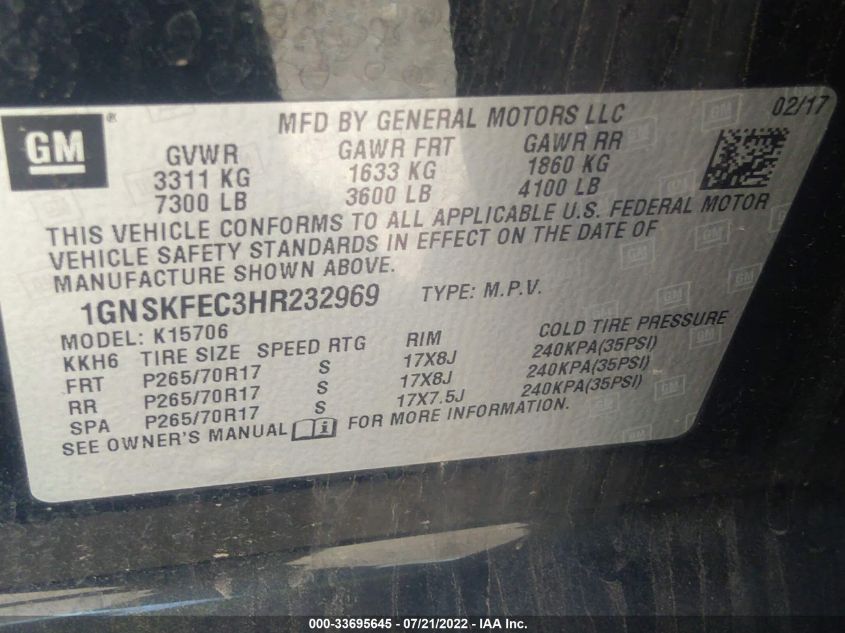 GM® MFD BY GENERAL MOTORS LLC 02/17
GVWR GAWR FRT GAWR RR
3311 KG 1633 KG 1860 KG
7300 LB 3600 LB 4100 LB
THIS VEHICLE CONFORMS TO ALL APPLICABLE U.S. FEDERAL MOTOR
VEHICLE SAFETY STANDARDS IN EFFECT ON THE DATE OF
MANUFACTURE SHOWN ABOVE.
1GNSKFEC3HR232969 TYPE: M.P.V.
MODEL: K15706
KKH6 TIRE SIZE SPEED RTG RIM COLD TIRE PRESSURE
FRT P265/70R17 S 17X8J 240KPA(35PSI)
RR P265/70R17 S 17X8J 240KPA(35PSI)
SPA P265/70R17 S 17X7.5J 240KPA(35PSI)
SEE OWNER'S MANUAL FOR MORE INFORMATION.
000-33695645 - 07/21/2022 - IAA Inc.